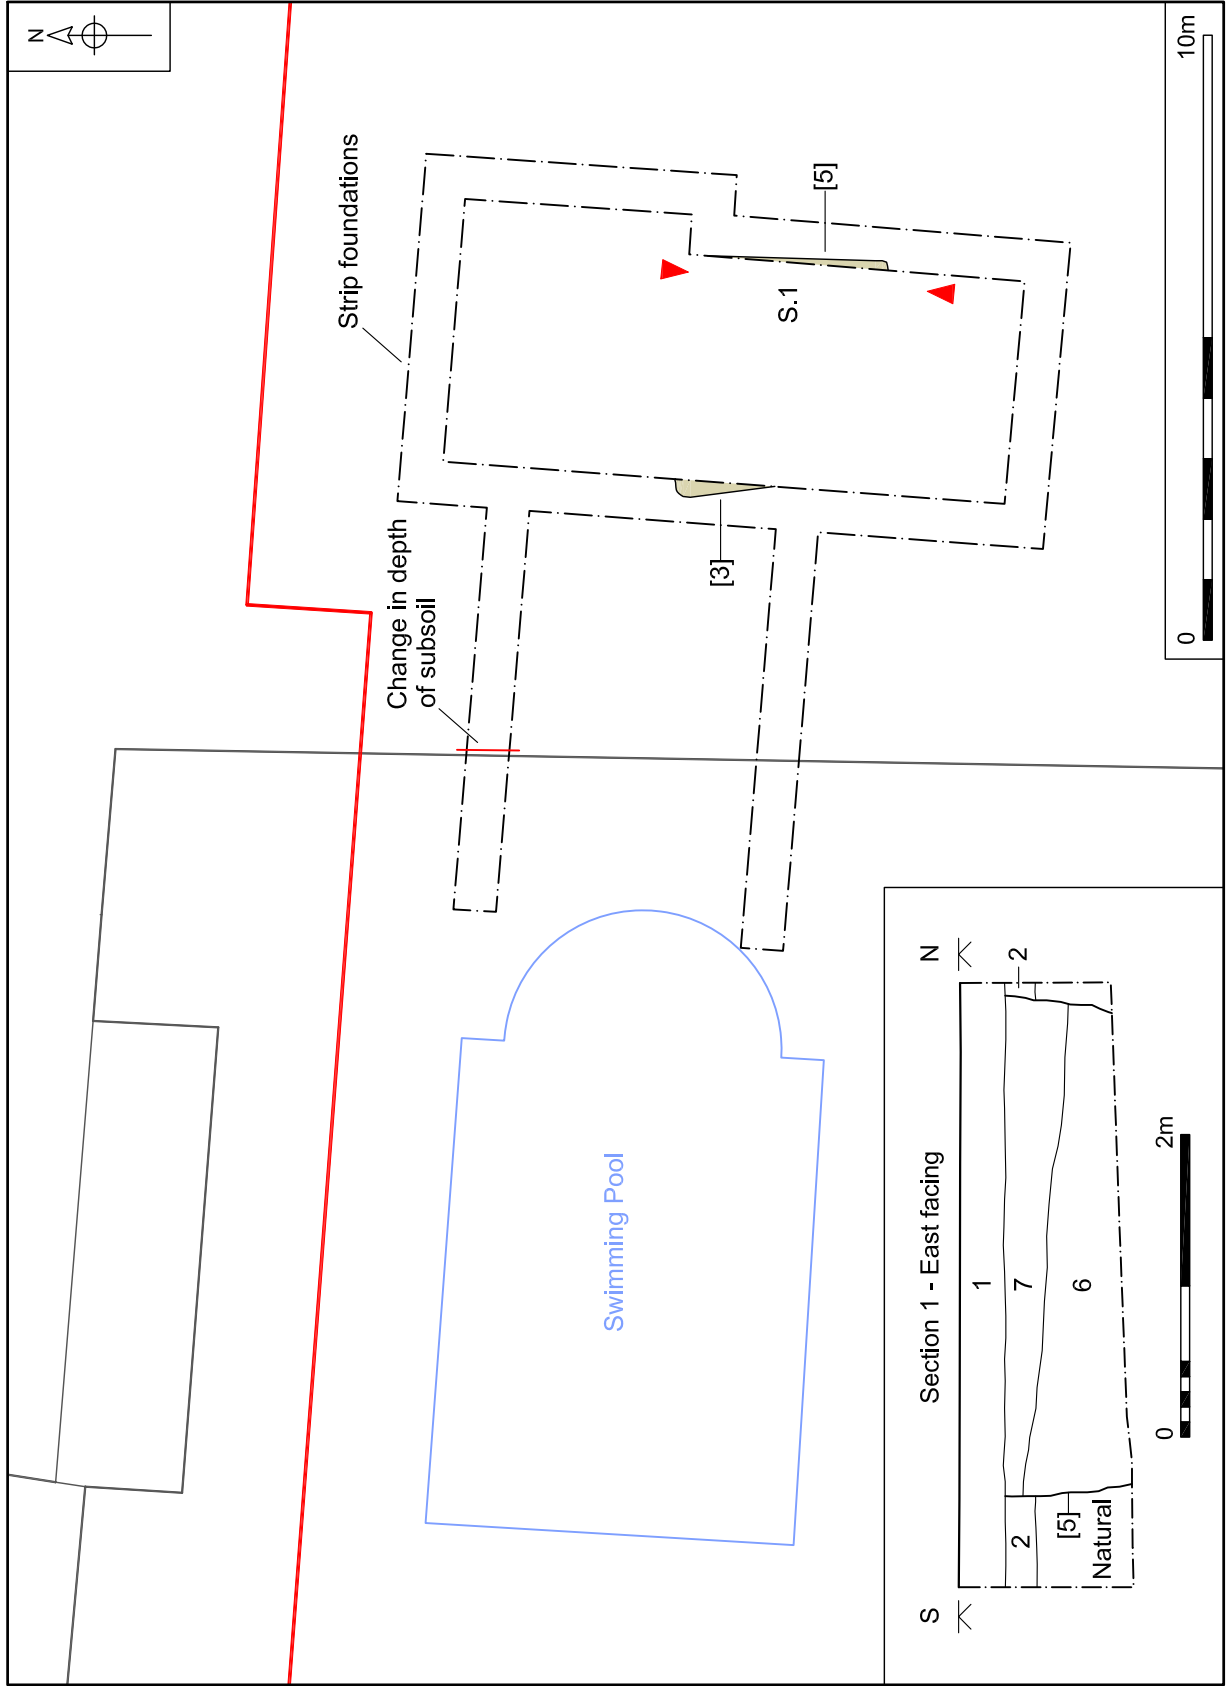 N
Strip foundations
Change in depth
of subsoil
[3]
[5]
S.1
Swimming Pool
0
10m
Section 1 - East facing
S
N
1
2
7
2
6
[5]
Natural
0
2m